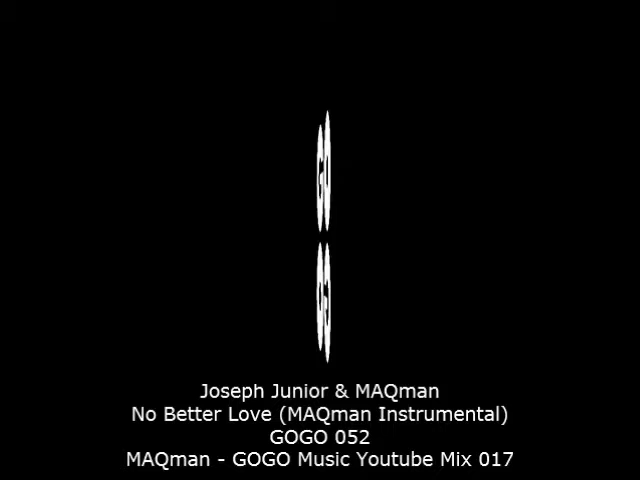 Joseph Junior & MAQman
No Better Love (MAQman Instrumental)
GOGO 052
MAQman - GOGO Music Youtube Mix 017